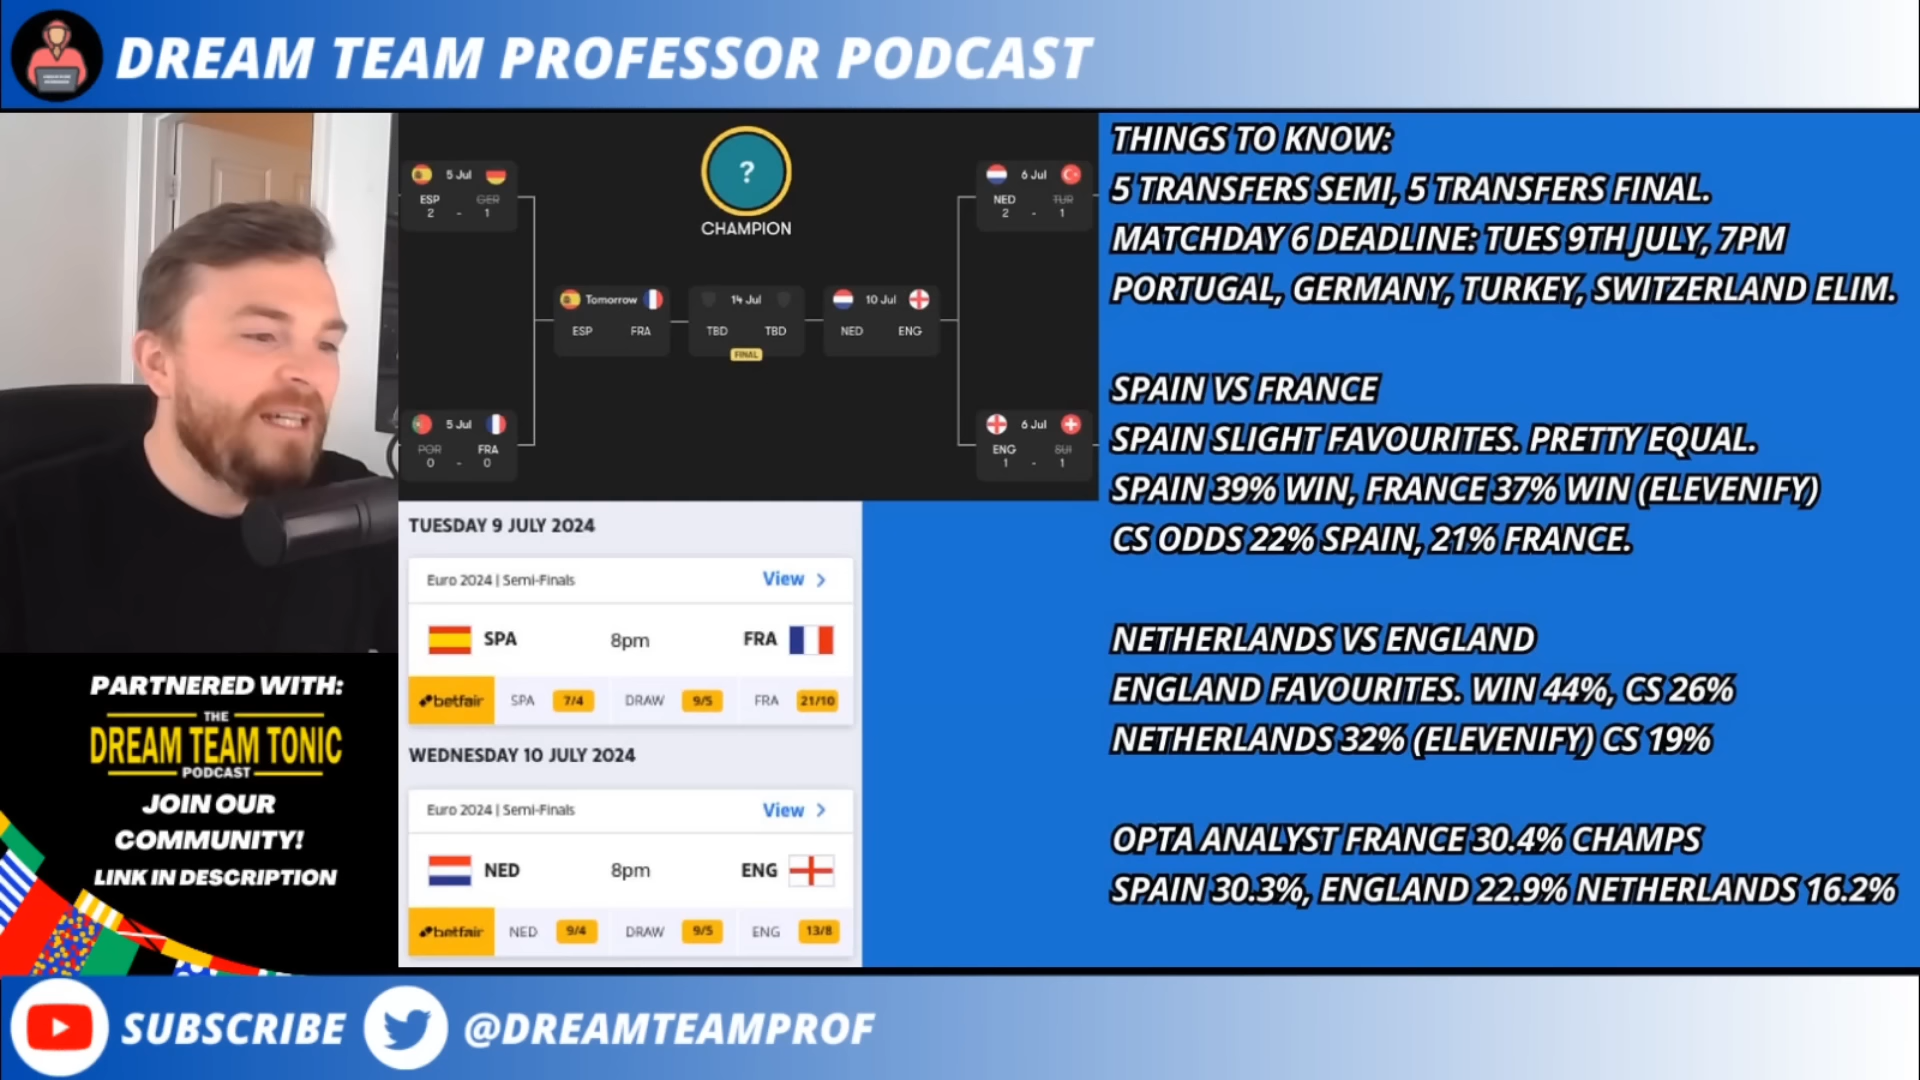 DREAM TEAM PROFESSOR PODCAST
5 Jul
ESP GER
2 - 1
?
CHAMPION
6 Jul
NED TUR
2 - 1
Tomorrow
ESP FRA
14 Jul
TBD TBD
FINAL
10 Jul
NED ENG
5 Jul
POR FRA
0 - 0
6 Jul
ENG SUI
1 - 1
TUESDAY 9 JULY 2024
Euro 2024 | Semi-Finals View >
SPA 8pm FRA
betfair SPA 7/4 DRAW 9/5 FRA 21/10
WEDNESDAY 10 JULY 2024
Euro 2024 | Semi-Finals View >
NED 8pm ENG
betfair NED 9/4 DRAW 9/5 ENG 13/8
THINGS TO KNOW:
5 TRANSFERS SEMI, 5 TRANSFERS FINAL.
MATCHDAY 6 DEADLINE: TUES 9TH JULY, 7PM
PORTUGAL, GERMANY, TURKEY, SWITZERLAND ELIM.
SPAIN VS FRANCE
SPAIN SLIGHT FAVOURITES. PRETTY EQUAL.
SPAIN 39% WIN, FRANCE 37% WIN (ELEVENIFY)
CS ODDS 22% SPAIN, 21% FRANCE.
NETHERLANDS VS ENGLAND
ENGLAND FAVOURITES. WIN 44%, CS 26%
NETHERLANDS 32% (ELEVENIFY) CS 19%
OPTA ANALYST FRANCE 30.4% CHAMPS
SPAIN 30.3%, ENGLAND 22.9% NETHERLANDS 16.2%
PARTNERED WITH:
THE
DREAM TEAM TONIC
PODCAST
JOIN OUR
COMMUNITY!
LINK IN DESCRIPTION
SUBSCRIBE @DREAMTEAMPROF